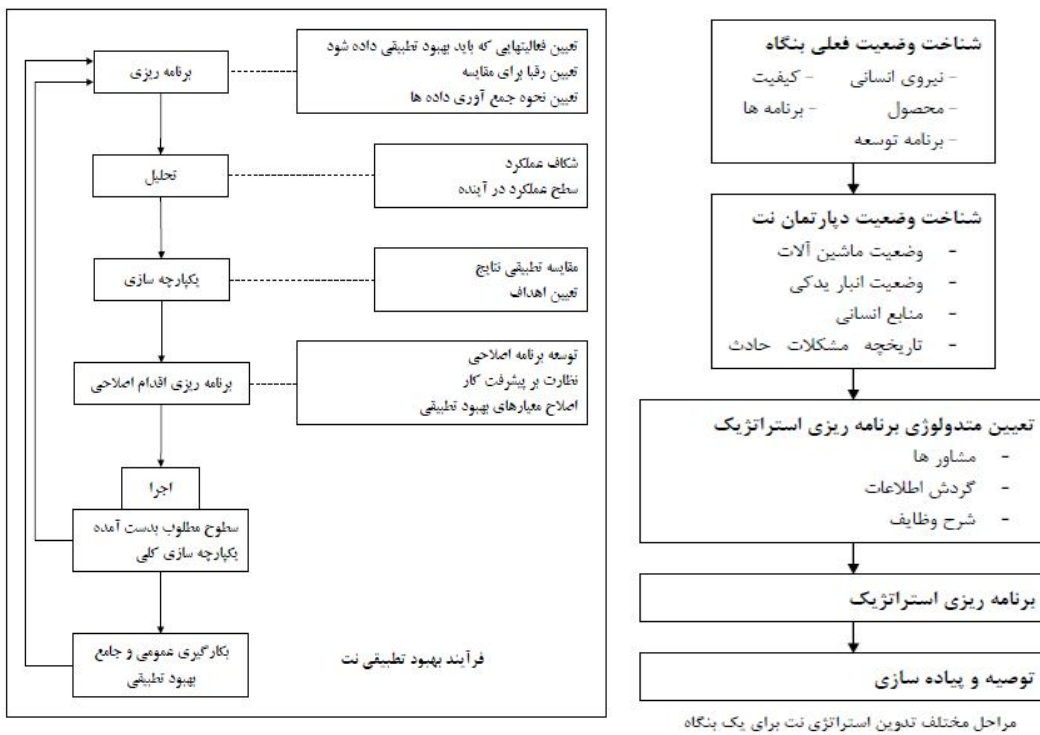 برنامه ریزی
تعیین فعالیتهایی که باید بهبود تطبیقی داده شود
تعیین رقبا برای مقایسه
تعیین نحوه جمع آوری داده ها
تحلیل
شکاف عملکرد
سطح عملکرد در آینده
یکپارچه سازی
مقایسه تطبیقی نتایج
تعیین اهداف
برنامه ریزی اقدام اصلاحی
توسعه برنامه اصلاحی
نظارت بر پیشرفت کار
اصلاح معیارهای بهبود تطبیقی
اجرا
سطوح مطلوب بدست آمده
یکپارچه سازی کلی
بکارگیری عمومی و جامع
بهبود تطبیقی
فرآیند بهبود تطبیقی نت
شناخت وضعیت فعلی بنگاه
- نیروی انسانی - کیفیت
- محصول - برنامه ها
- برنامه توسعه
شناخت وضعیت دپارتمان نت
- وضعیت ماشین آلات
- وضعیت انبار یدکی
- منابع انسانی
- تاریخچه مشکلات حادث
تعیین متدولوژی برنامه ریزی استراتژیک
- مشاور ها
- گردش اطلاعات
- شرح وظایف
برنامه ریزی استراتژیک
توصیه و پیاده سازی
مراحل مختلف تدوین استراتژی نت برای یک بنگاه